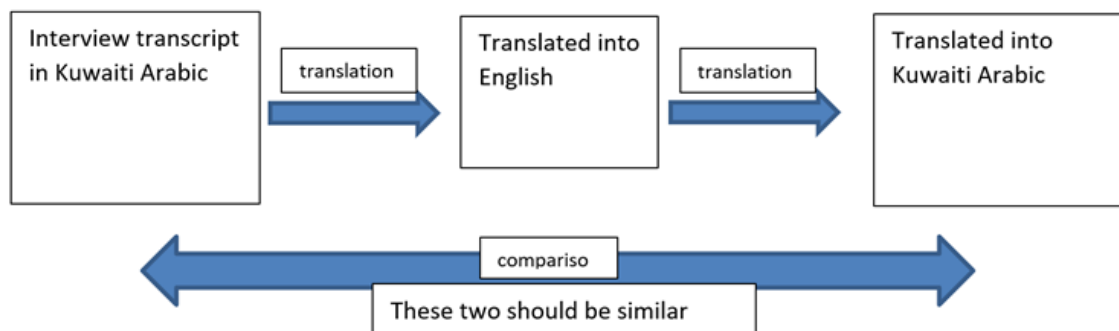 Interview transcript
in Kuwaiti Arabic
translation
Translated into
English
translation
Translated into
Kuwaiti Arabic
compariso
These two should be similar